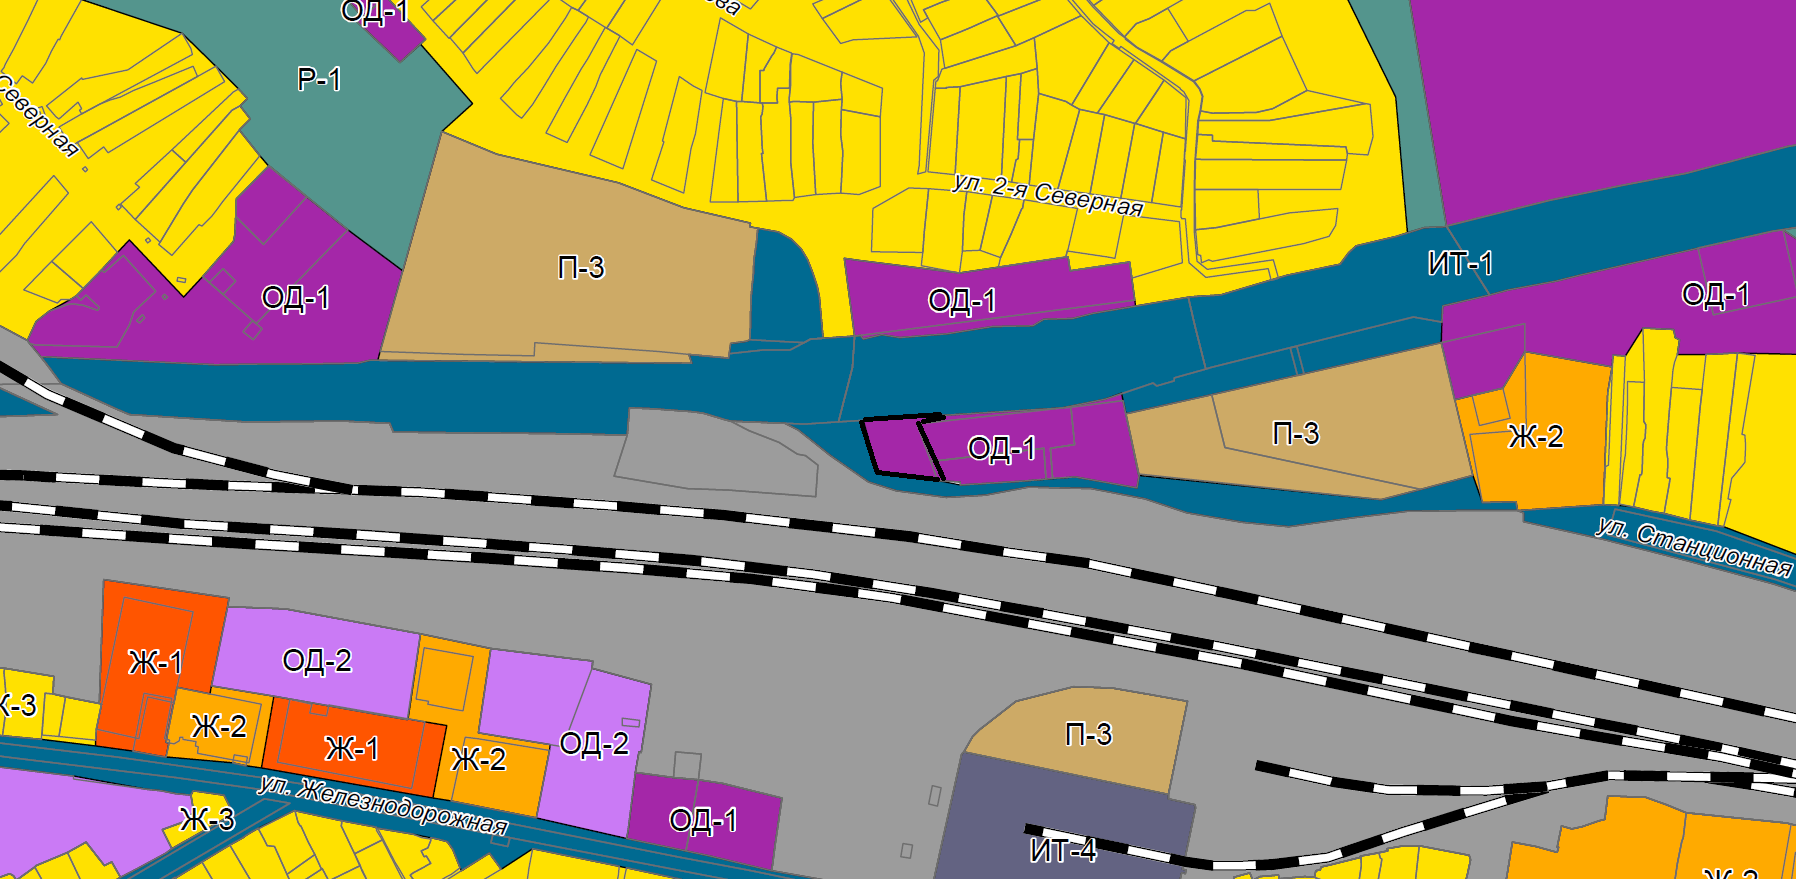 ОД-1
ова
Р-1
Северная
ул. 2-я Северная
П-3
ИТ-1
ОД-1
ОД-1
ОД-1
П-3
Ж-2
ОД-1
ул. Станционная
Ж-1
ОД-2
Ж-3
Ж-2
Ж-1
ОД-2
Ж-2
П-3
ул. Железнодорожная
Ж-3
ОД-1
ИТ-4